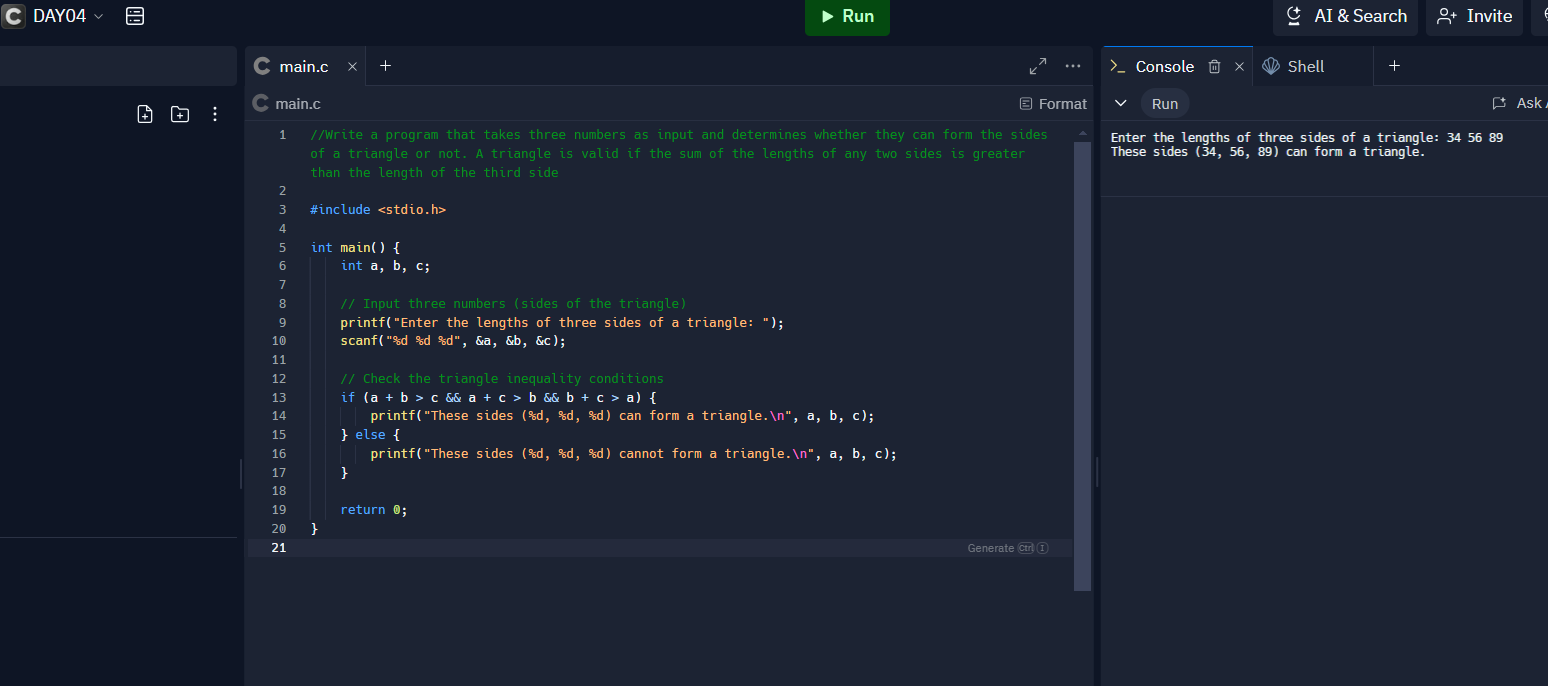 DAY04
Run
AI & Search
Invite
main.c
Console
Shell
main.c
Format
Run
Ask
1 //Write a program that takes three numbers as input and determines whether they can form the sides
of a triangle or not. A triangle is valid if the sum of the lengths of any two sides is greater
than the length of the third side
2
3 #include <stdio.h>
4
5 int main() {
6     int a, b, c;
7
8     // Input three numbers (sides of the triangle)
9     printf("Enter the lengths of three sides of a triangle: ");
10     scanf("%d %d %d", &a, &b, &c);
11
12     // Check the triangle inequality conditions
13     if (a + b > c && a + c > b && b + c > a) {
14         printf("These sides (%d, %d, %d) can form a triangle.\n", a, b, c);
15     } else {
16         printf("These sides (%d, %d, %d) cannot form a triangle.\n", a, b, c);
17     }
18
19     return 0;
20 }
21
Generate Ctrl I
Enter the lengths of three sides of a triangle: 34 56 89
These sides (34, 56, 89) can form a triangle.